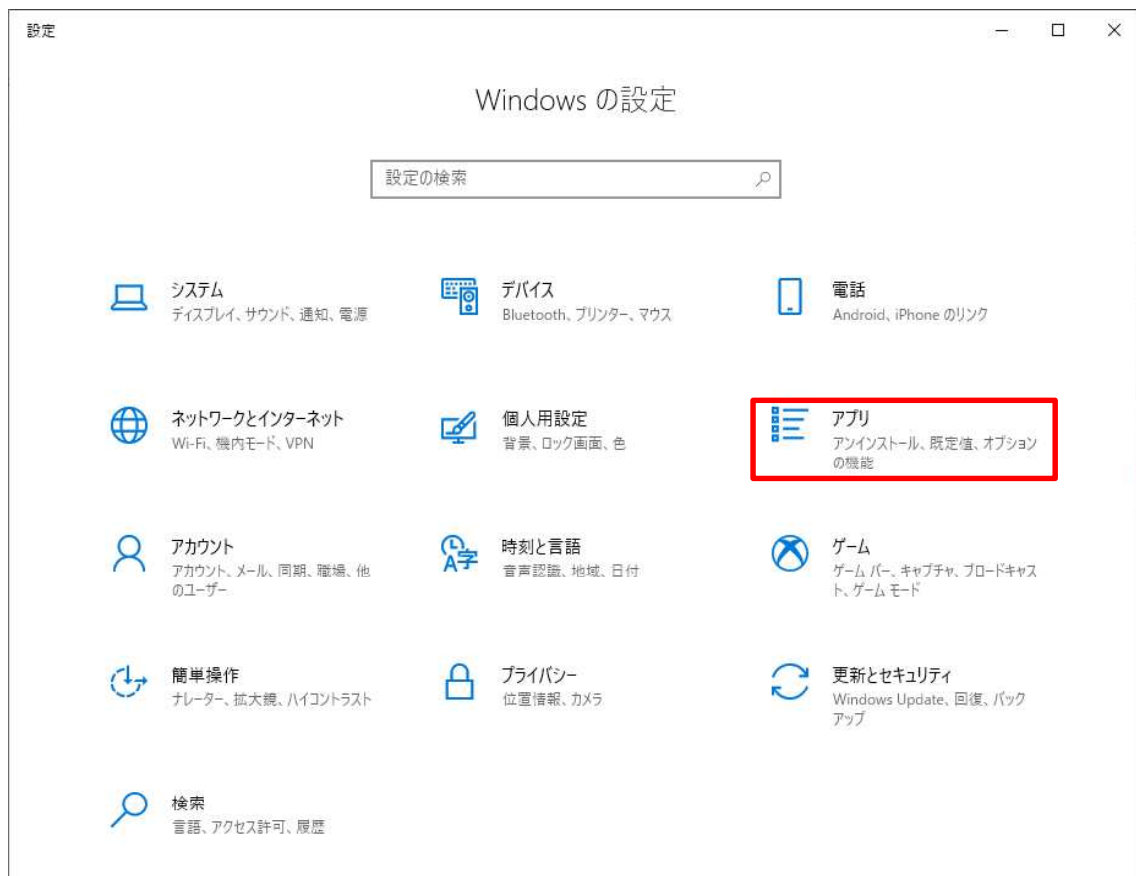 設定
Windows の設定
設定の検索
システム
ディスプレイ、サウンド、通知、電源
デバイス
Bluetooth、プリンター、マウス
電話
Android、iPhone のリンク
ネットワークとインターネット
Wi-Fi、機内モード、VPN
個人用設定
背景、ロック画面、色
アプリ
アンインストール、既定値、オプション
の機能
アカウント
アカウント、メール、同期、職場、他
のユーザー
時刻と言語
音声認識、地域、日付
ゲーム
ゲーム バー、キャプチャ、ブロードキャス
ト、ゲーム モード
簡単操作
ナレーター、拡大鏡、ハイコントラスト
プライバシー
位置情報、カメラ
更新とセキュリティ
Windows Update、回復、バック
アップ
検索
言語、アクセス許可、履歴